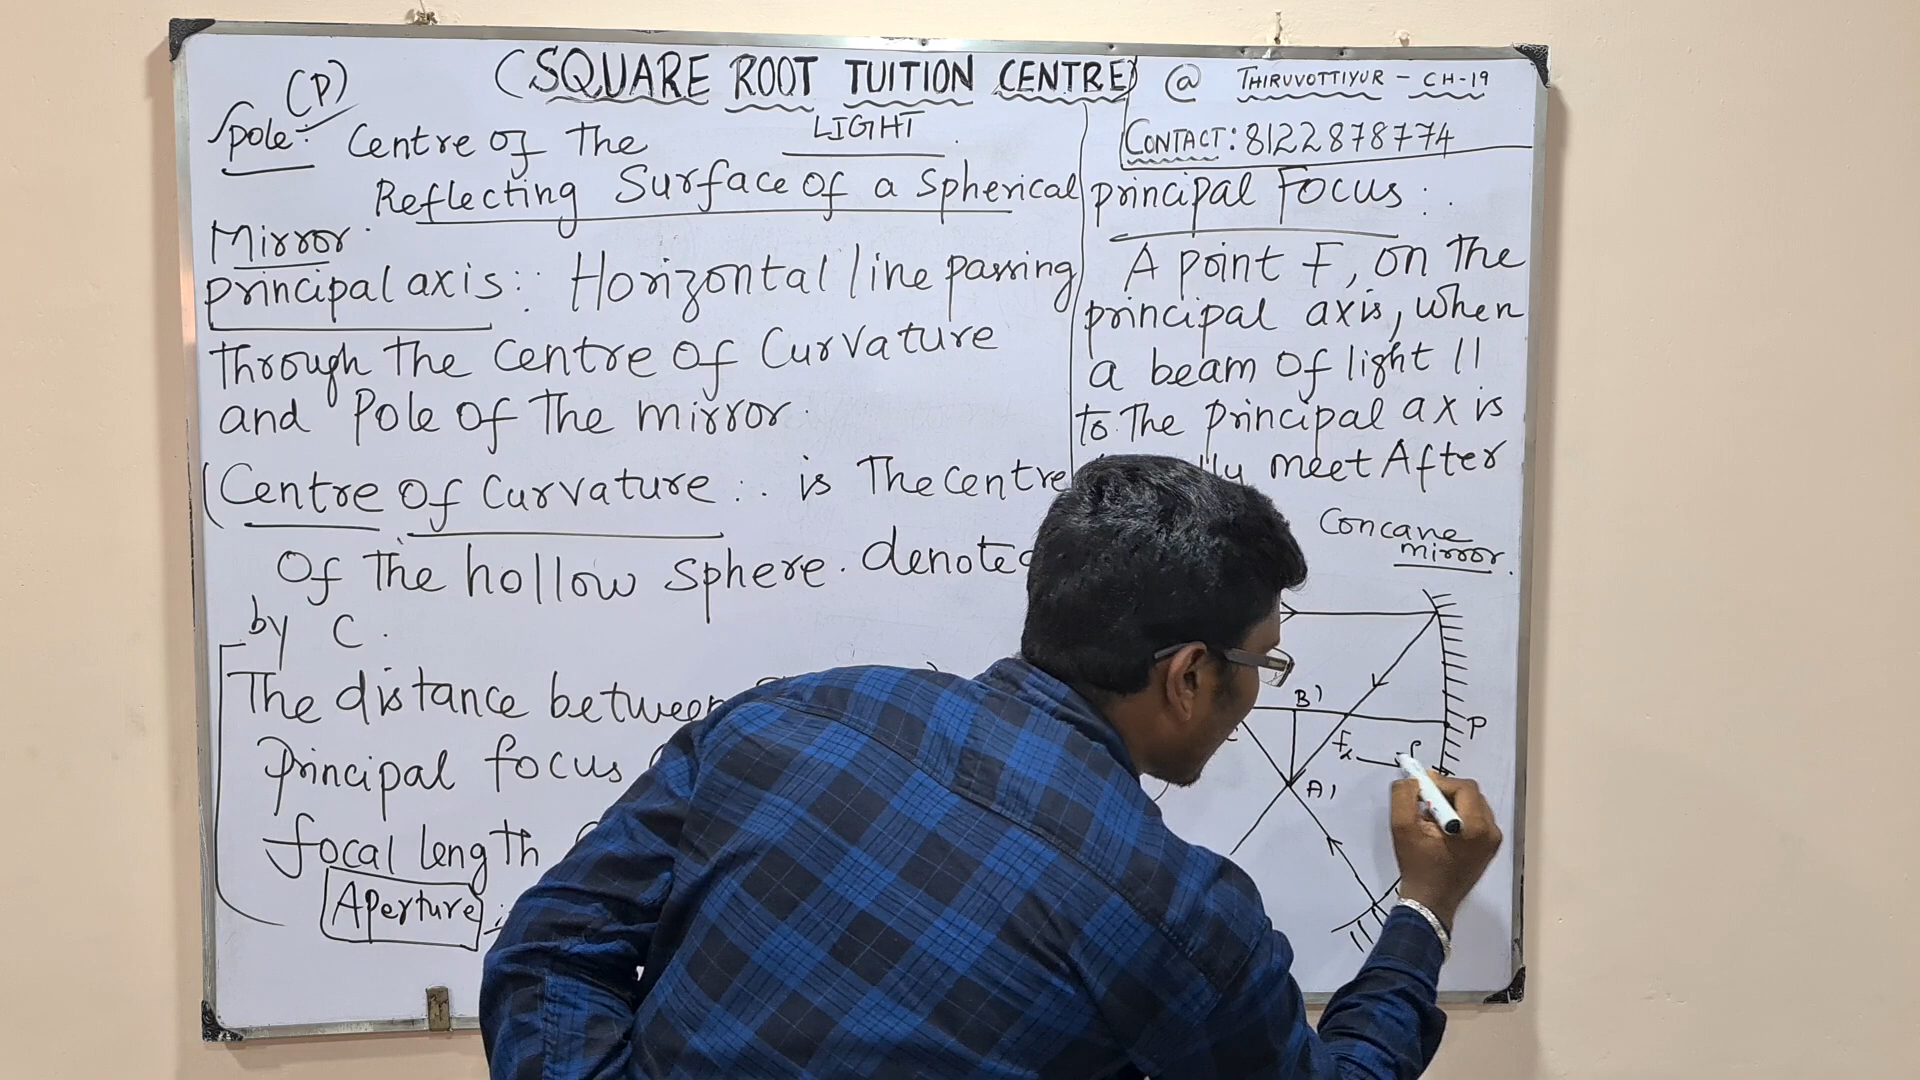 (SQUARE ROOT TUITION CENTRE) @ THIRUVOTTIYUR - CH-19
LIGHT
CONTACT: 8122878774
(P)
pole: Centre of The
Reflecting Surface of a Spherical
Mirror
principal axis: Horizontal line passing
Through The Centre of Curvature
and Pole of The mirror.
(Centre of Curvature: is The centre
Of The hollow sphere. denoted
by C.
The distance between
Principal focus
focal length
Aperture
principal Focus:
A point F, on The
principal axis, when
a beam of light ||
to The principal axis
meet After
Concane
mirror.
B'
P
F
A'